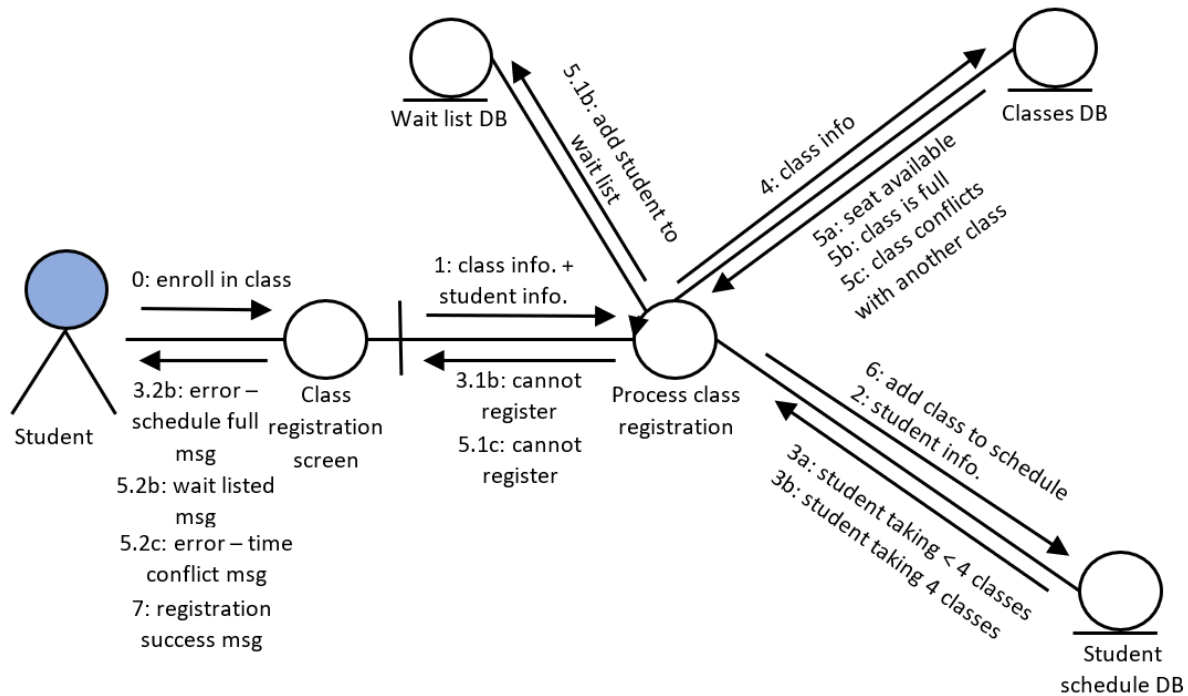 Wait list DB
5.1b: add student to
wait list
4: class info
Classes DB
5a: seat available
5b: class is full
5c: class conflicts
with another class
0: enroll in class
1: class info. +
student info.
Student
3.2b: error –
schedule full
msg
5.2b: wait listed
msg
5.2c: error – time
conflict msg
7: registration
success msg
Class
registration
screen
3.1b: cannot
register
5.1c: cannot
register
Process class
registration
6: add class to schedule
2: student info.
3a: student taking < 4 classes
3b: student taking 4 classes
Student
schedule DB